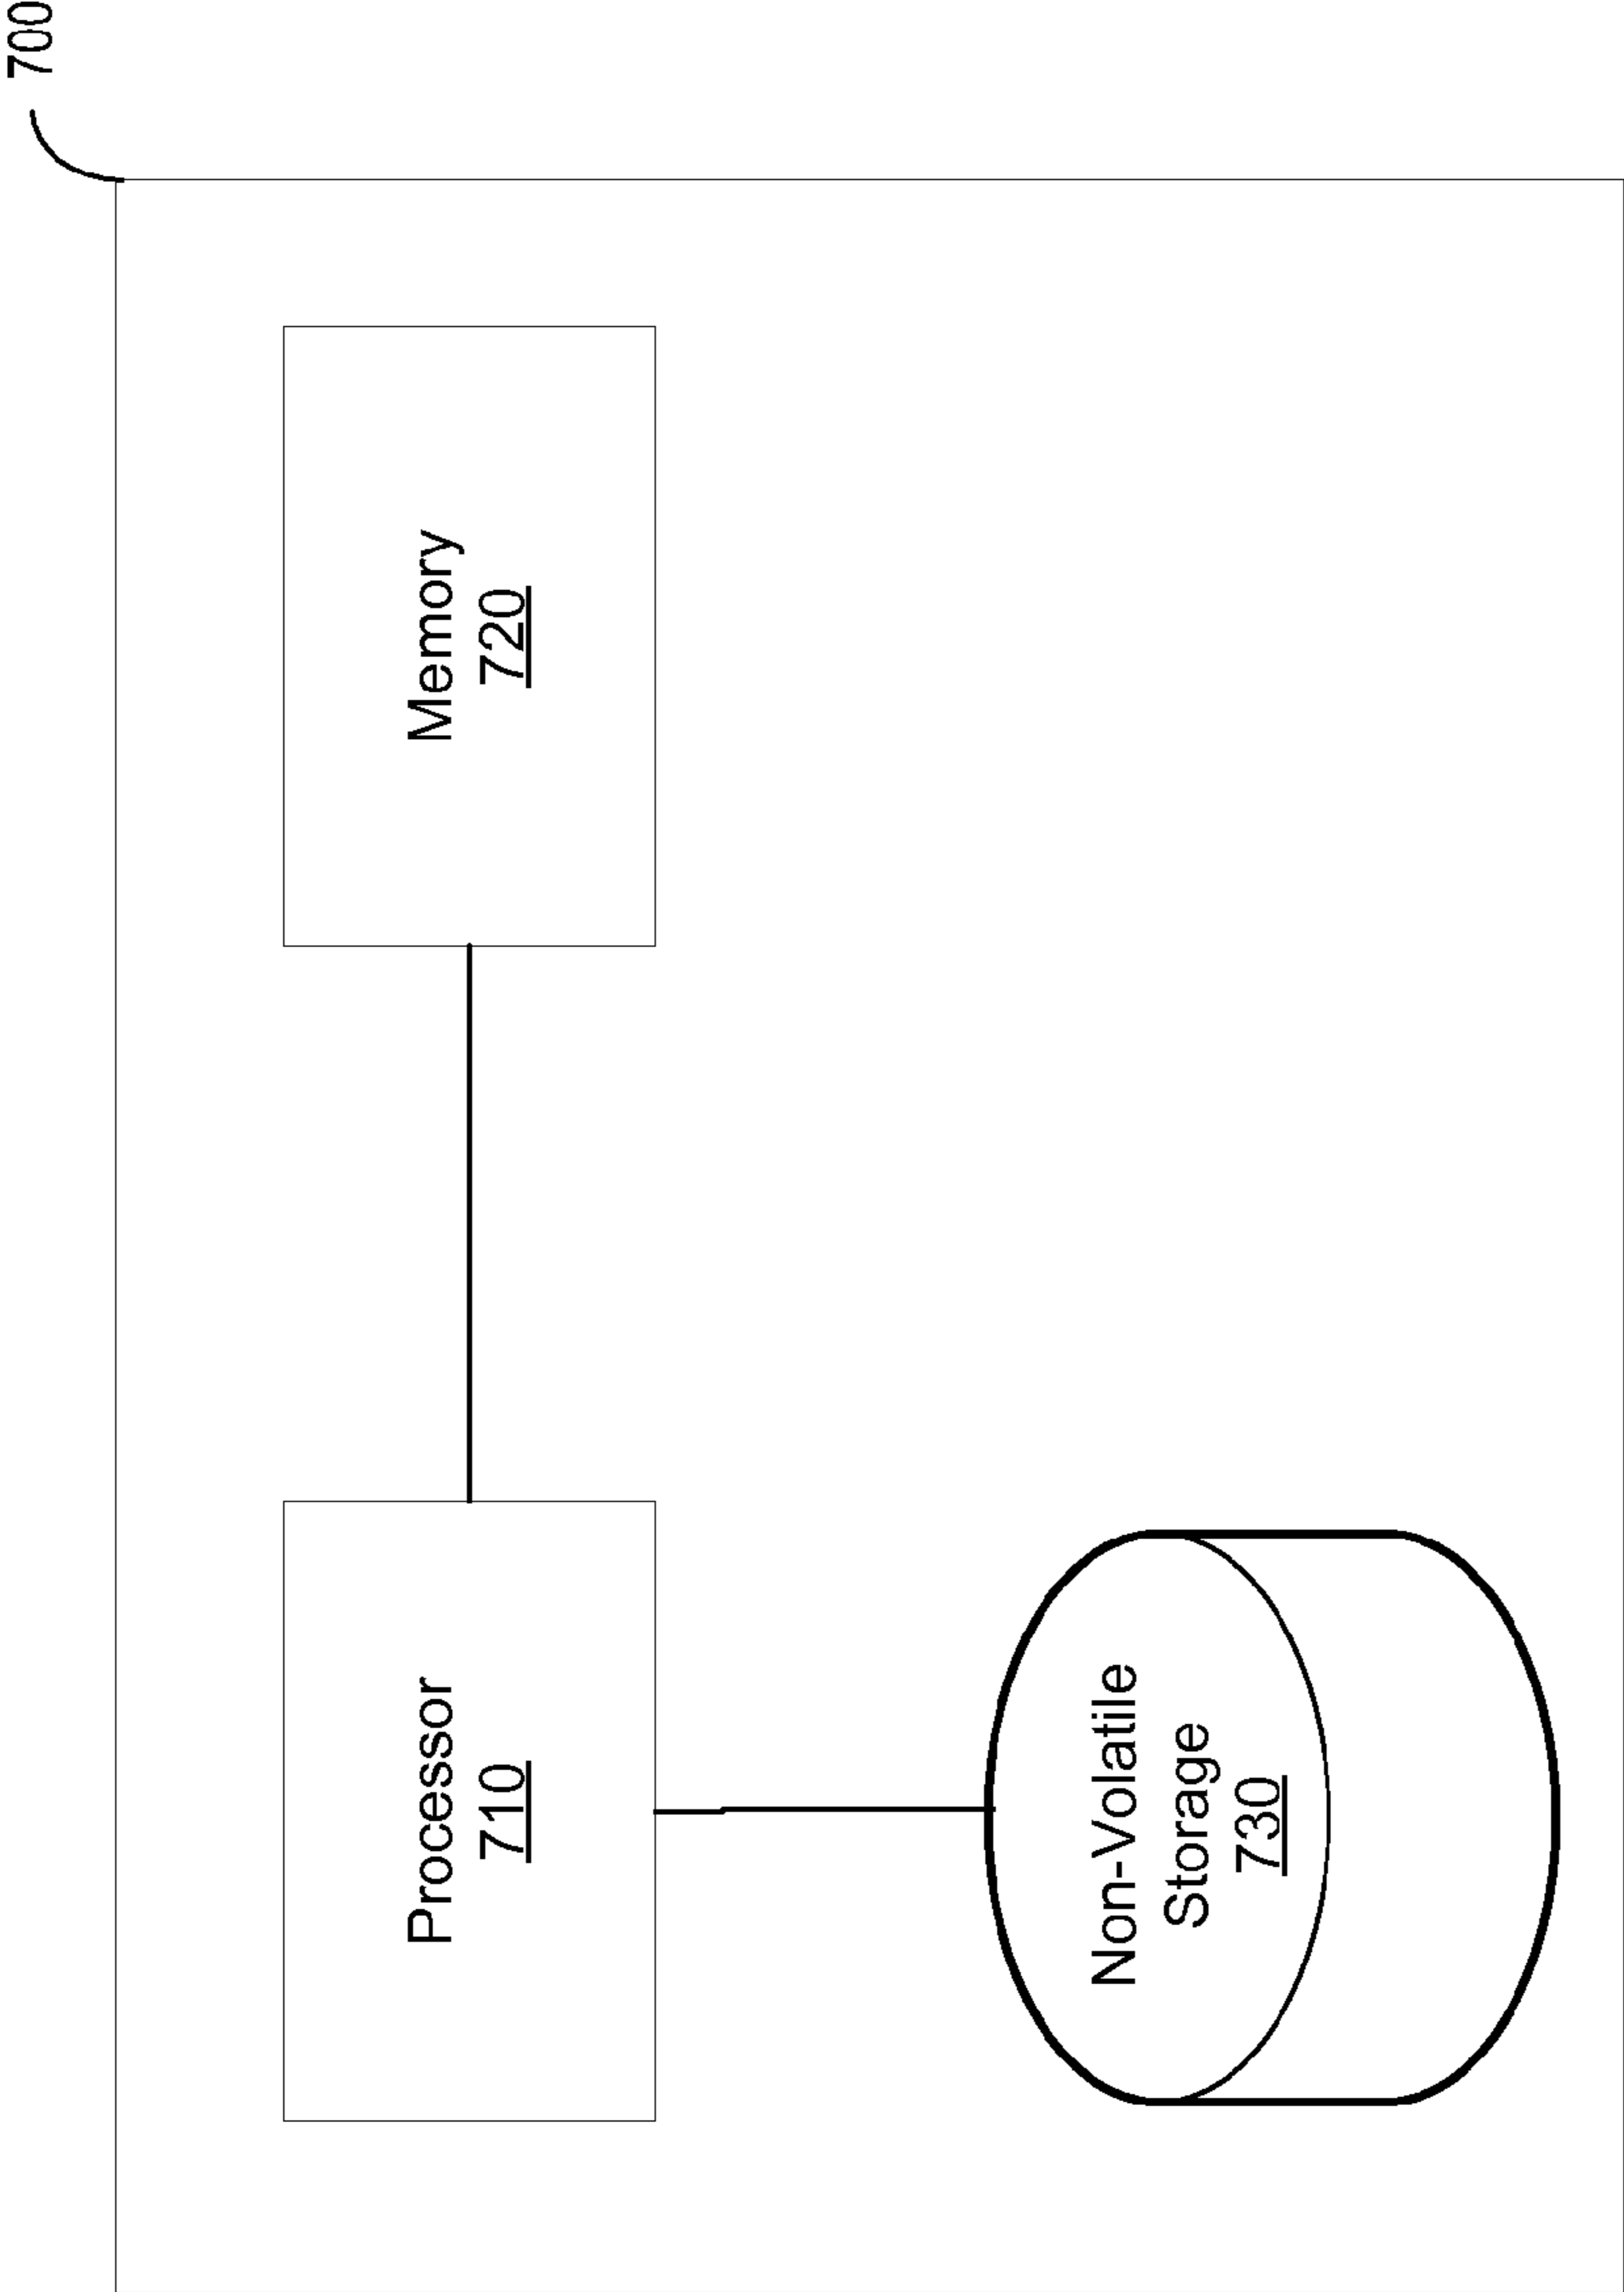 700
Processor
710
Memory
720
Non-Volatile
Storage
730